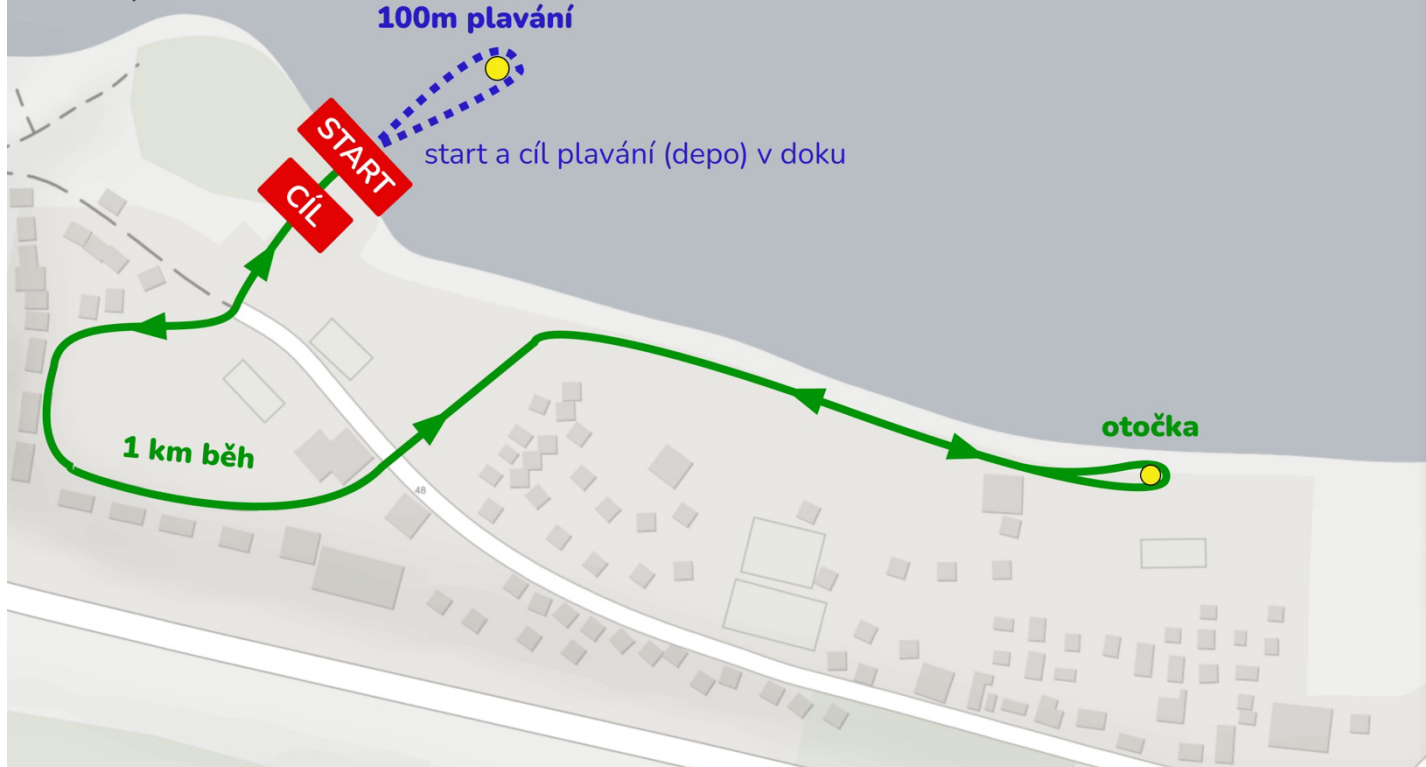 100m plavání
START
start a cíl plavání (depo) v doku
CÍL
otočka
1 km běh
48